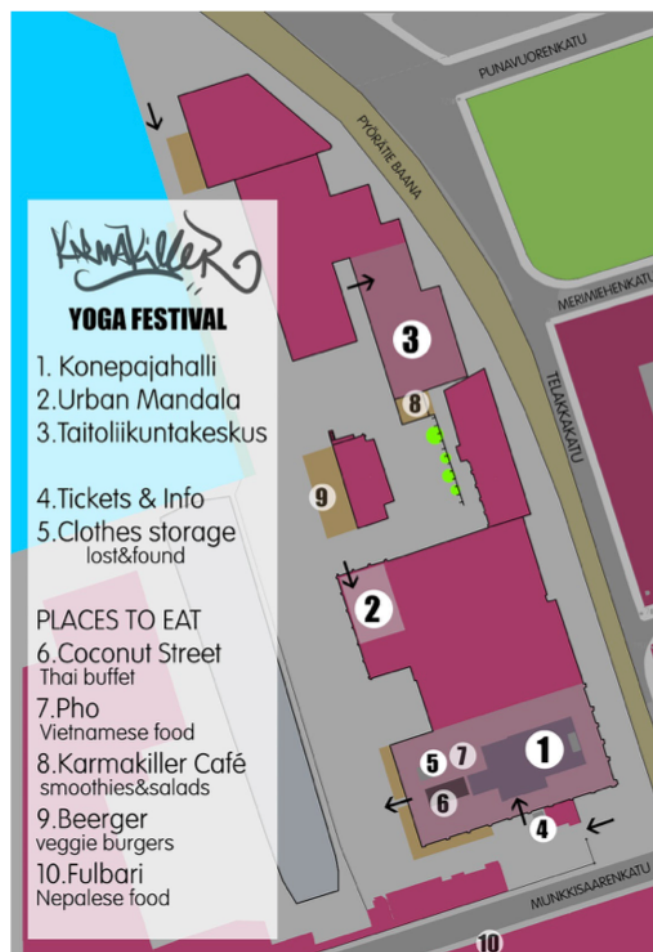 KARMAKILLER
YOGA FESTIVAL
1. Konepajahalli
2.Urban Mandala
3.Taitoliikuntakeskus
4.Tickets & Info
5.Clothes storage
lost&found
PLACES TO EAT
6.Coconut Street
Thai buffet
7.Pho
Vietnamese food
8.Karmakiller Café
smoothies&salads
9.Beerger
veggie burgers
10.Fulbari
Nepalese food
PUNAVUORENKATU
PYÖRÄTIE BAANA
MERIMIEHENKATU
TELAKKAKATU
3
8
9
2
1
5
7
6
4
MUNKKISAARENKATU
10